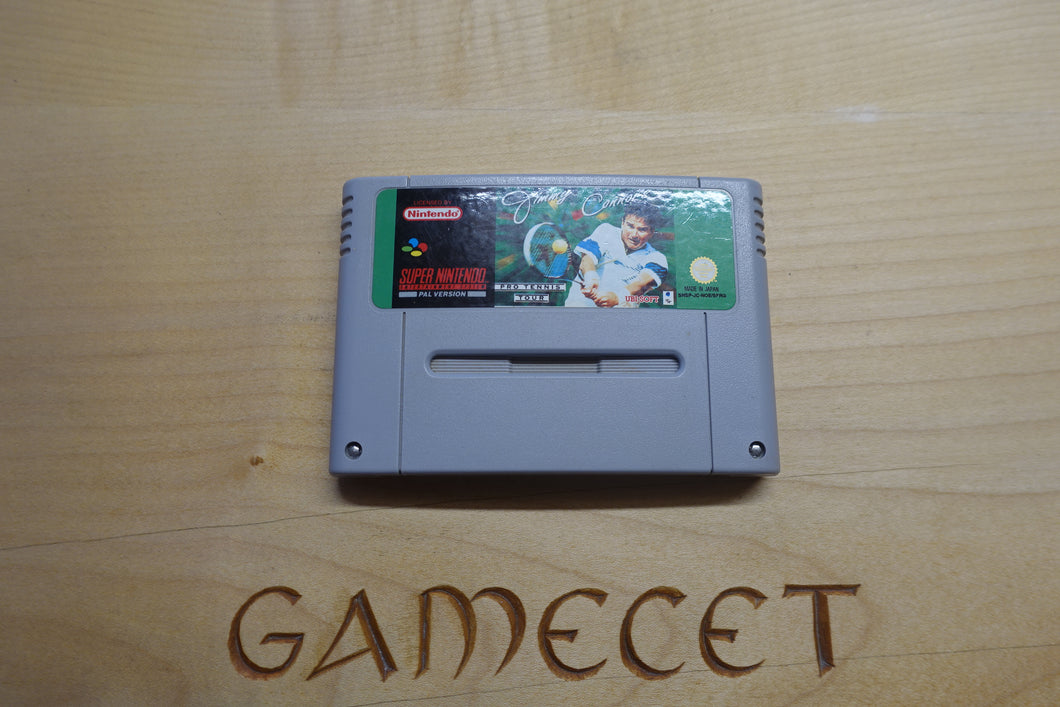 LICENSED BY
Nintendo
SUPER NINTENDO
ENTERTAINMENT SYSTEM
PAL VERSION
Jimmy Connors
PRO TENNIS
TOUR
UBI SOFT
MADE IN JAPAN
GAMECET